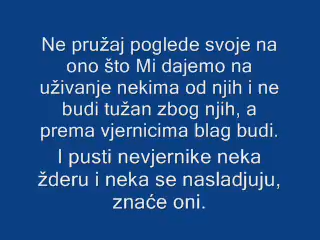 Ne pružaj poglede svoje na
ono što Mi dajemo na
uživanje nekima od njih i ne
budi tužan zbog njih, a
prema vjernicima blag budi.
I pusti nevjernike neka
žderu i neka se nasladjuju,
znaće oni.